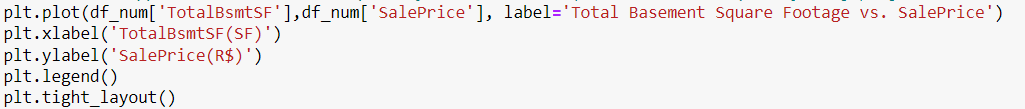 plt.plot(df_num['TotalBsmtSF'],df_num['SalePrice'], label='Total Basement Square Footage vs. SalePrice')
plt.xlabel('TotalBsmtSF(SF)')
plt.ylabel('SalePrice(R$)')
plt.legend()
plt.tight_layout()